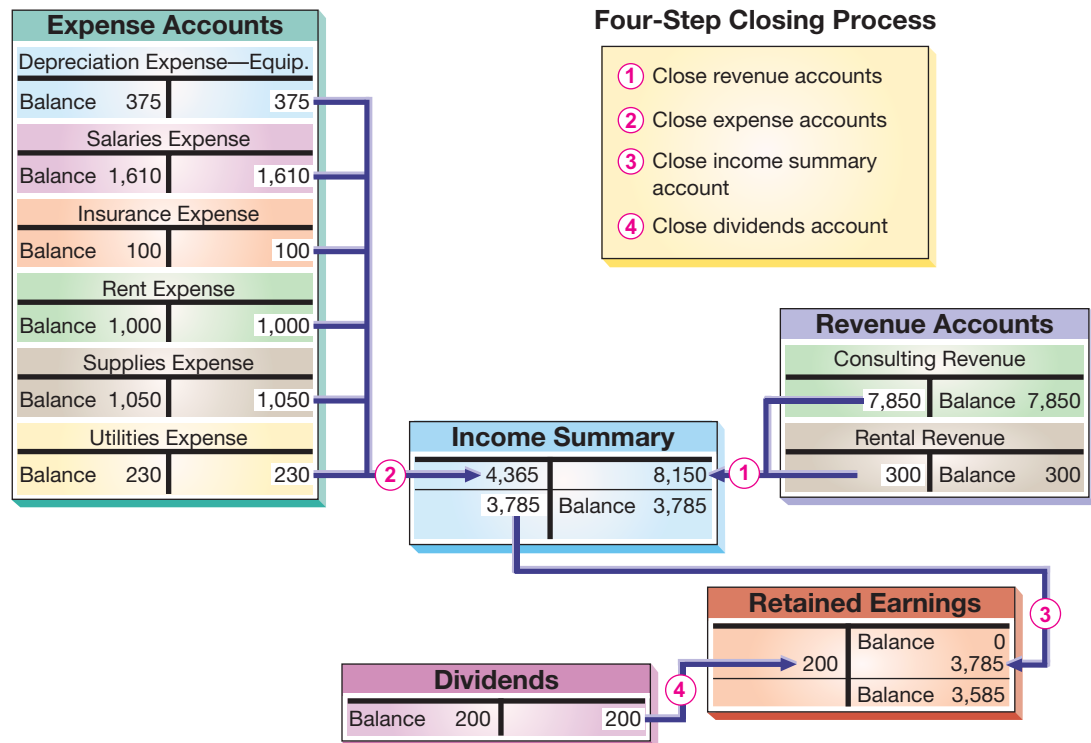 Expense Accounts
Depreciation Expense—Equip.
Balance 375 375
Salaries Expense
Balance 1,610 1,610
Insurance Expense
Balance 100 100
Rent Expense
Balance 1,000 1,000
Supplies Expense
Balance 1,050 1,050
Utilities Expense
Balance 230 230
Four-Step Closing Process
1 Close revenue accounts
2 Close expense accounts
3 Close income summary
account
4 Close dividends account
Revenue Accounts
Consulting Revenue
7,850 Balance 7,850
Rental Revenue
300 Balance 300
2
1
Income Summary
4,365 8,150
3,785 Balance 3,785
3
Retained Earnings
Balance 0
200 3,785
Balance 3,585
4
Dividends
Balance 200 200